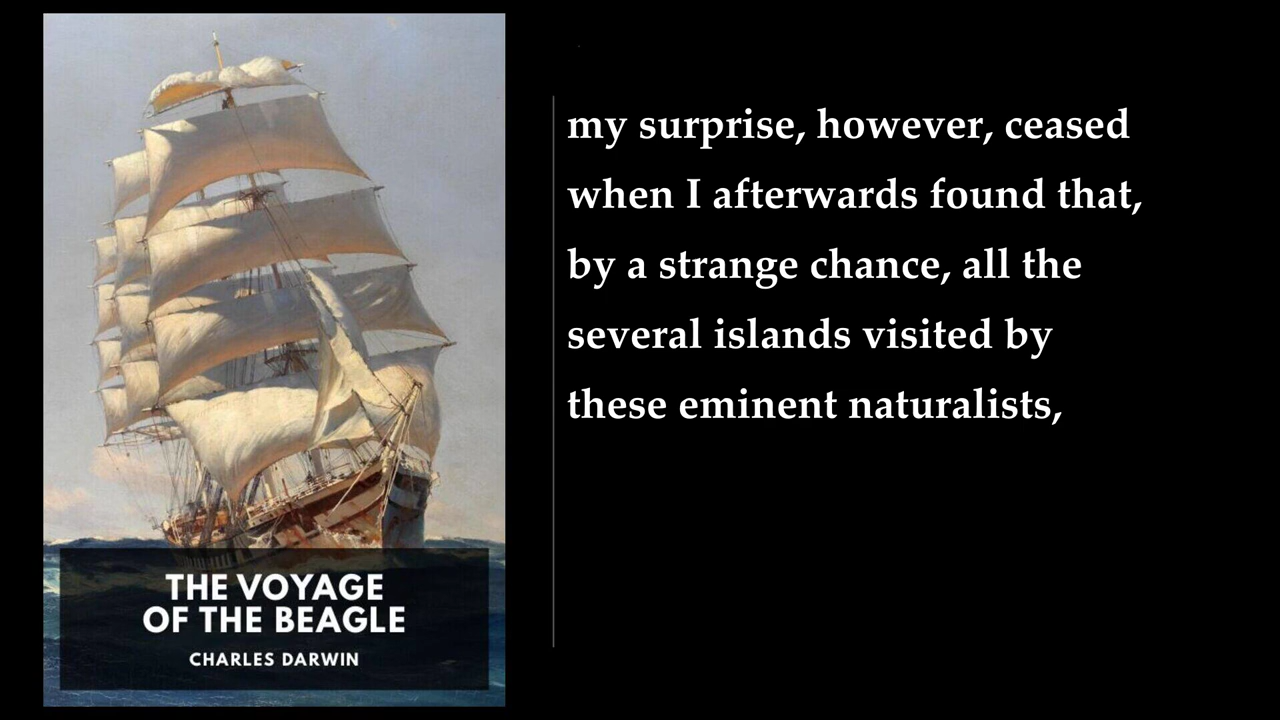 THE VOYAGE
OF THE BEAGLE
CHARLES DARWIN
my surprise, however, ceased
when I afterwards found that,
by a strange chance, all the
several islands visited by
these eminent naturalists,